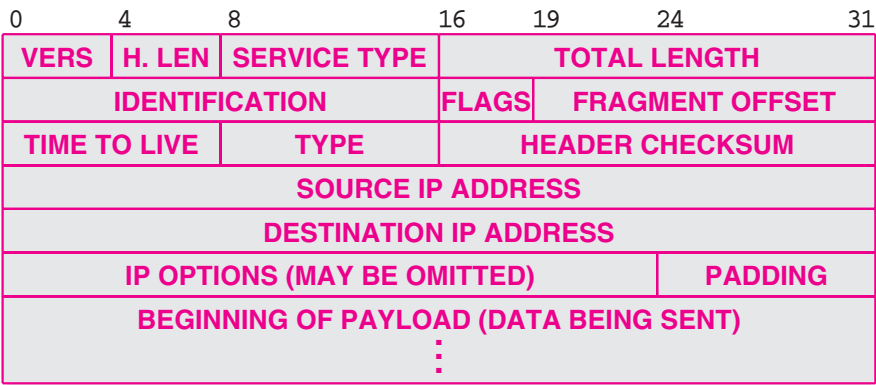 0 4 8 16 19 24 31
VERS H. LEN SERVICE TYPE TOTAL LENGTH
IDENTIFICATION FLAGS FRAGMENT OFFSET
TIME TO LIVE TYPE HEADER CHECKSUM
SOURCE IP ADDRESS
DESTINATION IP ADDRESS
IP OPTIONS (MAY BE OMITTED) PADDING
BEGINNING OF PAYLOAD (DATA BEING SENT)
⋮